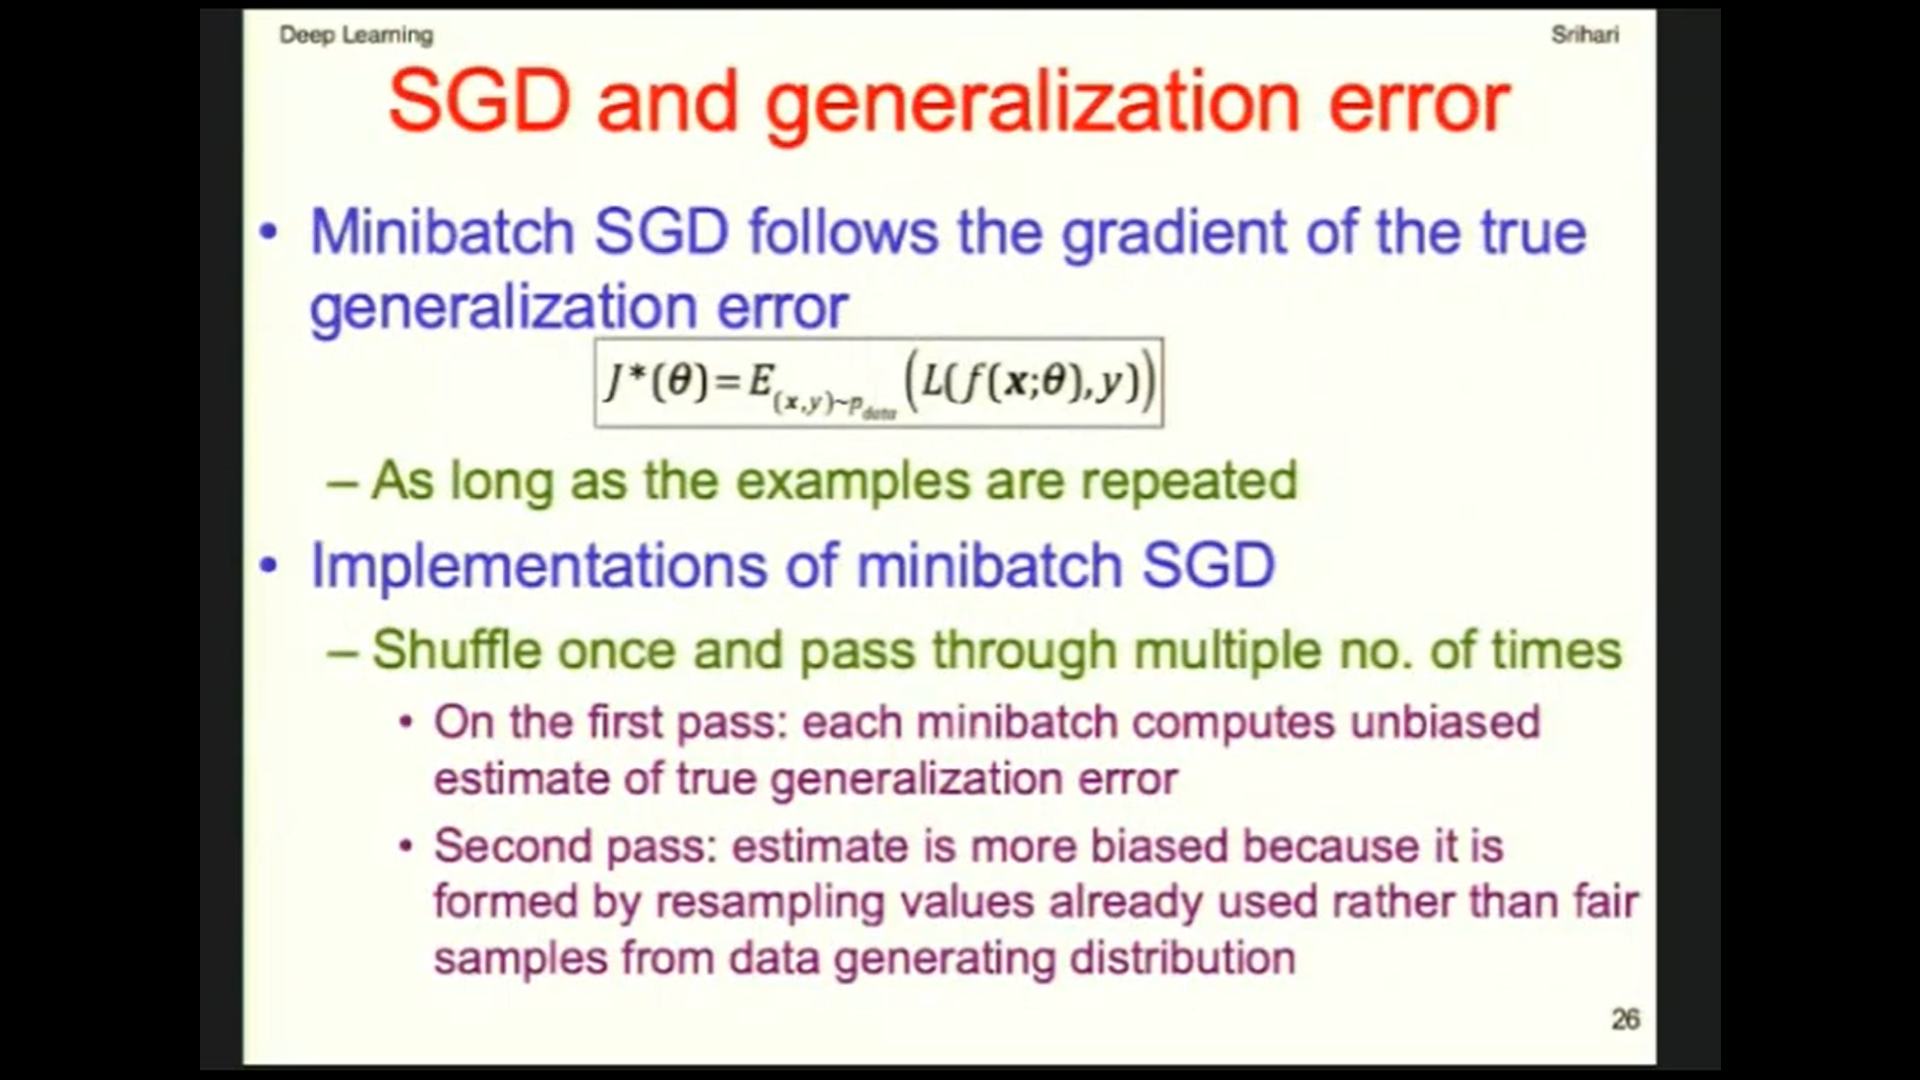 Deep Learning
Srihari
SGD and generalization error
• Minibatch SGD follows the gradient of the true
generalization error
J*(θ)=E(x,y)~pdata (L(f(x;θ),y))
– As long as the examples are repeated
• Implementations of minibatch SGD
– Shuffle once and pass through multiple no. of times
• On the first pass: each minibatch computes unbiased
estimate of true generalization error
• Second pass: estimate is more biased because it is
formed by resampling values already used rather than fair
samples from data generating distribution
26